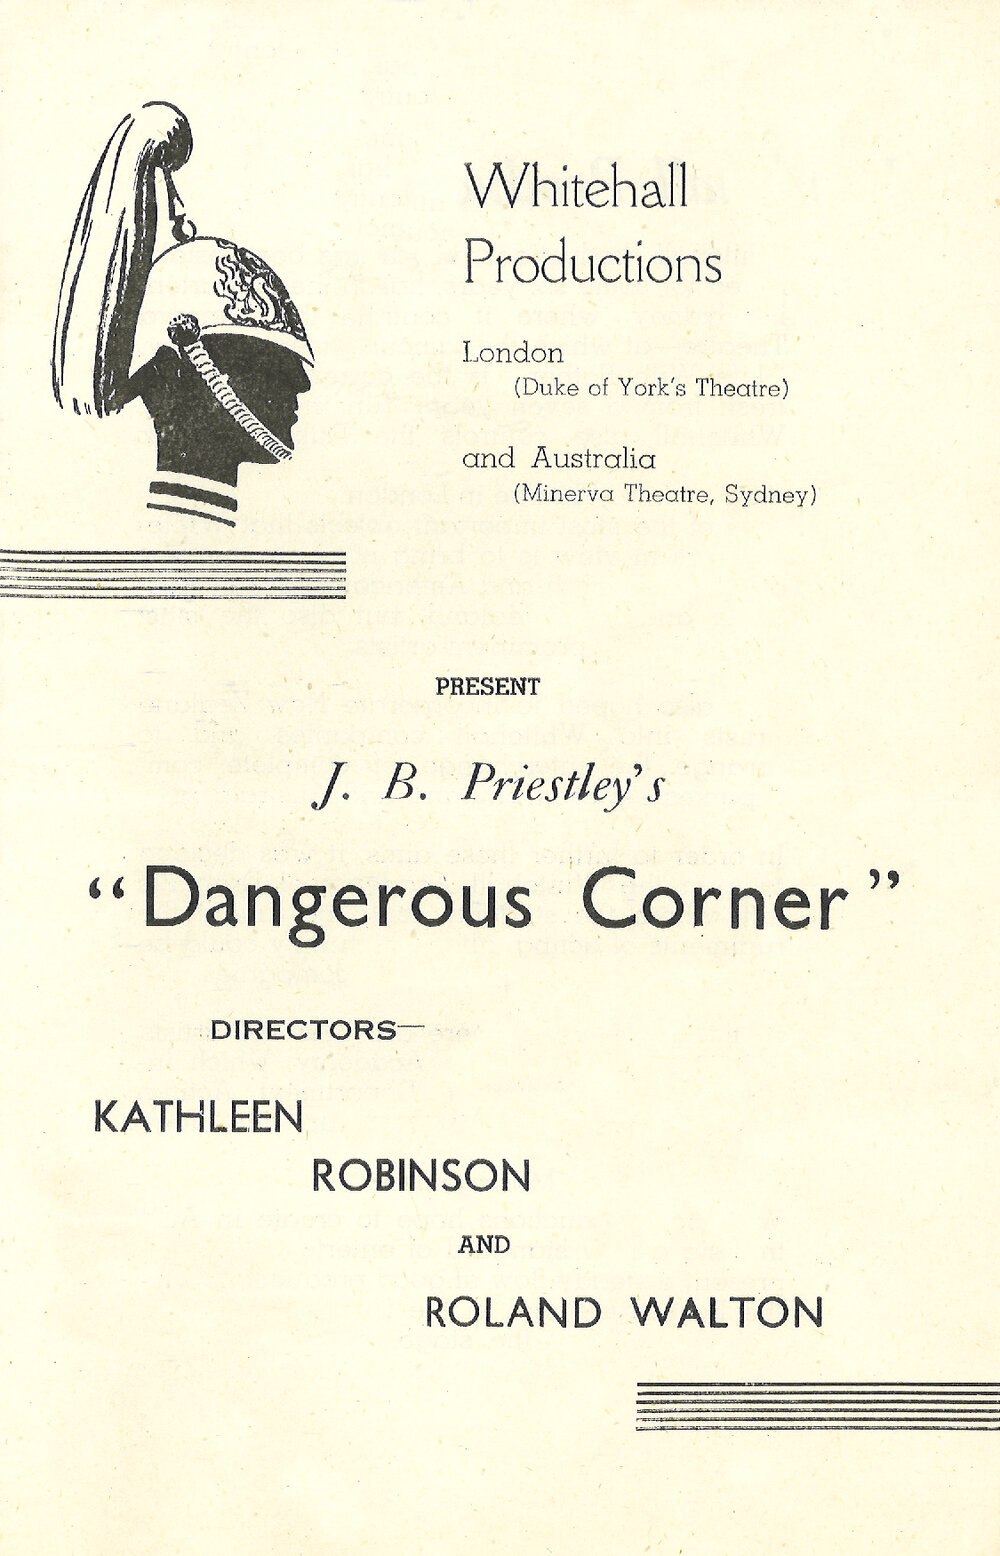 Whitehall
Productions
London
(Duke of York's Theatre)
and Australia
(Minerva Theatre, Sydney)
PRESENT
J. B. Priestley's
“Dangerous Corner”
DIRECTORS—
KATHLEEN
ROBINSON
AND
ROLAND WALTON